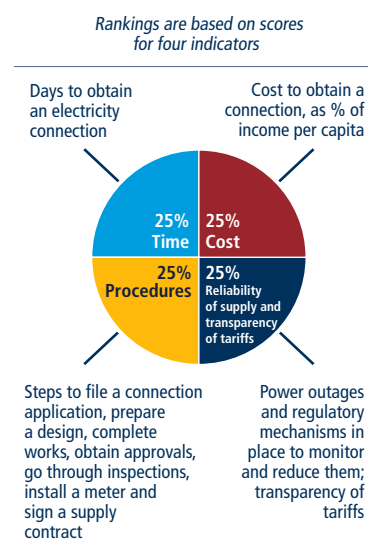 Rankings are based on scores
for four indicators
Days to obtain
an electricity
connection
Cost to obtain a
connection, as % of
income per capita
25%
Time
25%
Cost
25%
Procedures
25%
Reliability
of supply and
transparency
of tariffs
Steps to file a connection
application, prepare
a design, complete
works, obtain approvals,
go through inspections,
install a meter and
sign a supply
contract
Power outages
and regulatory
mechanisms in
place to monitor
and reduce them;
transparency of
tariffs